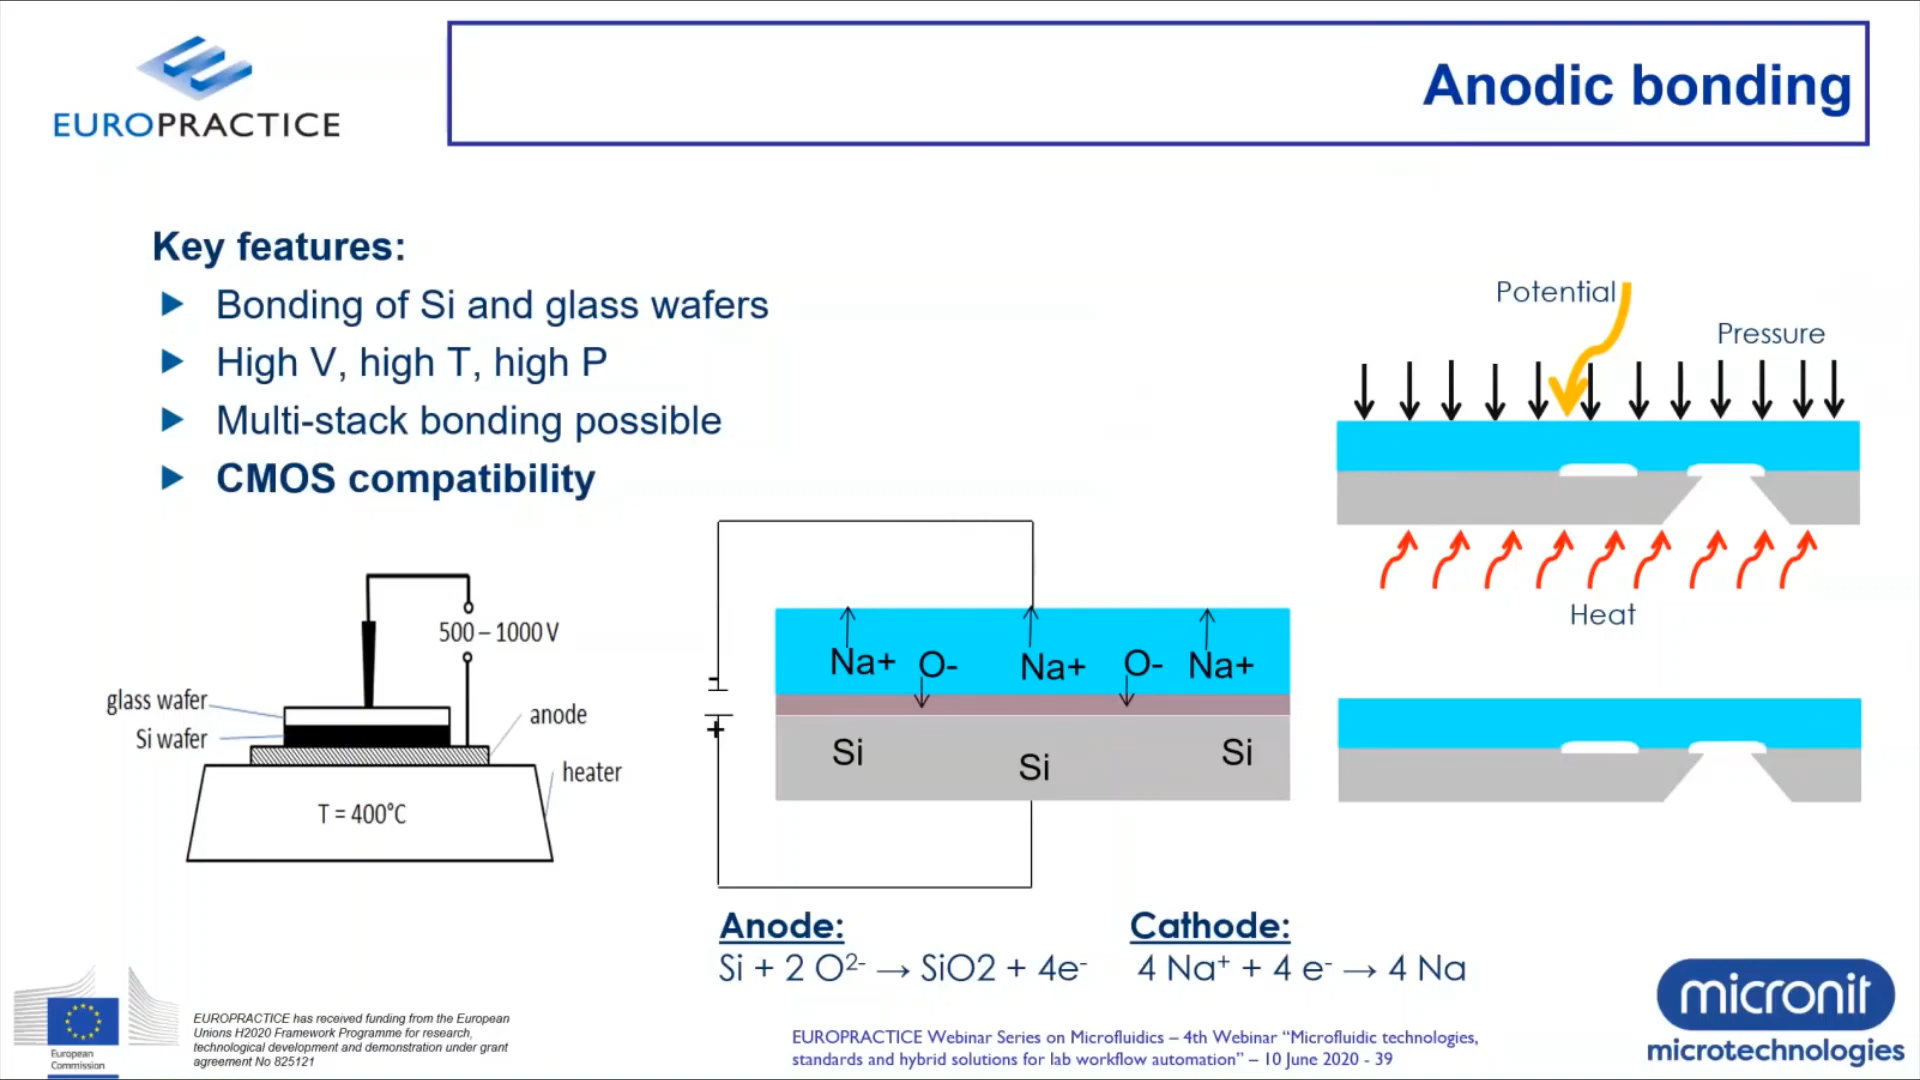 EUROPRACTICE
Anodic bonding
Key features:
Bonding of Si and glass wafers
High V, high T, high P
Multi-stack bonding possible
CMOS compatibility
Potential
Pressure
Heat
500 – 1000 V
glass wafer
Si wafer
anode
heater
T = 400°C
-
+
Na+ O- Na+ O- Na+
Si Si Si
Anode:
Si + 2 O²⁻ → SiO2 + 4e⁻
Cathode:
4 Na⁺ + 4 e⁻ → 4 Na
European
Commission
EUROPRACTICE has received funding from the European
Unions H2020 Framework Programme for research,
technological development and demonstration under grant
agreement No 825121
EUROPRACTICE Webinar Series on Microfluidics – 4th Webinar “Microfluidic technologies,
standards and hybrid solutions for lab workflow automation” – 10 June 2020 - 39
micronit
microtechnologies